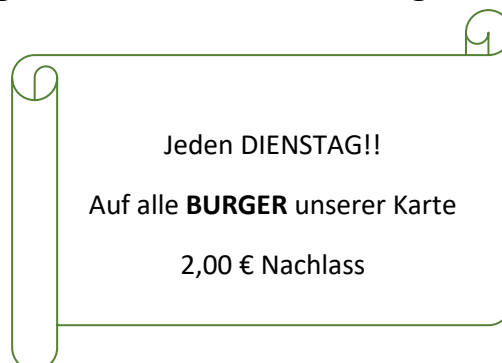 Jeden DIENSTAG!!
Auf alle BURGER unserer Karte
2,00 € Nachlass